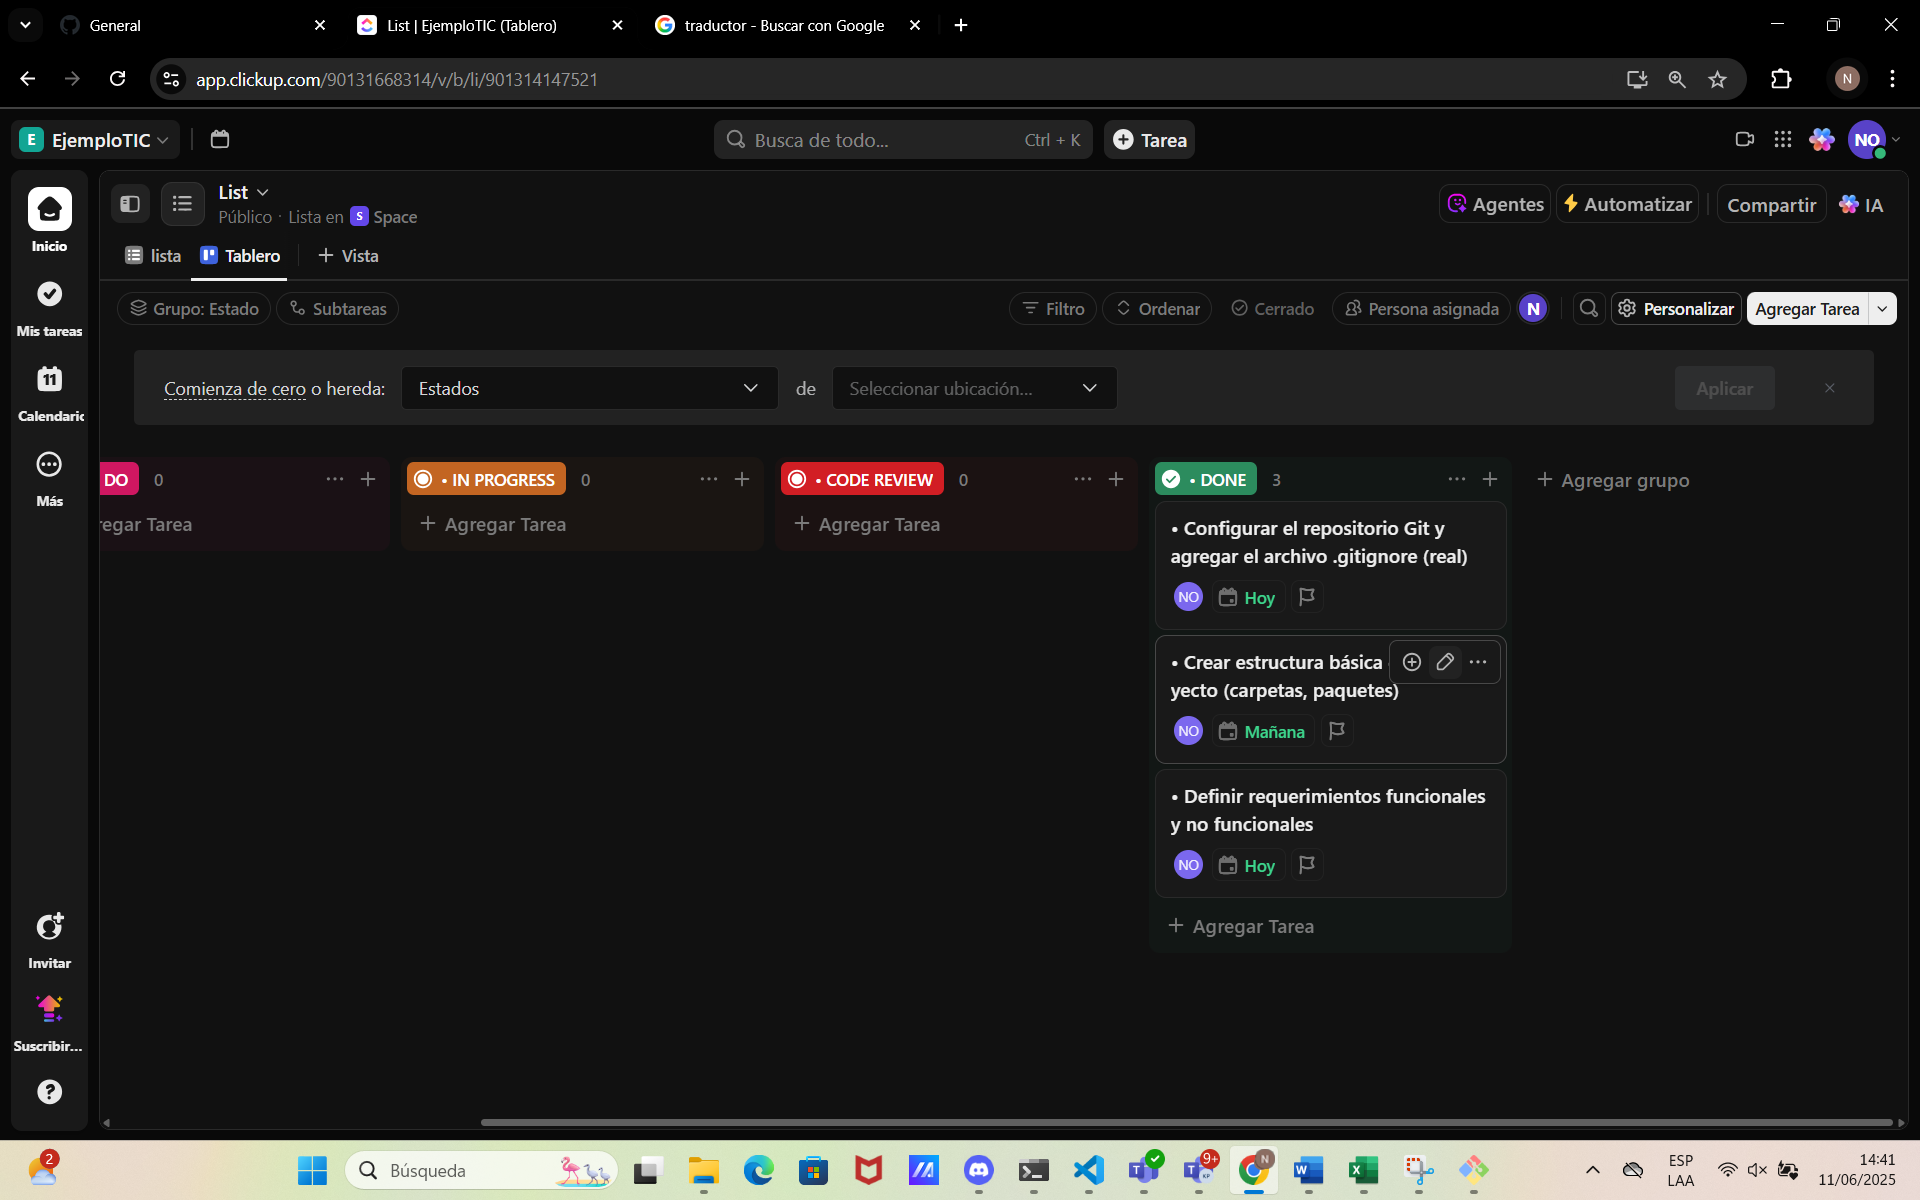 General
List | EjemploTIC (Tablero)
traductor - Buscar con Google
app.clickup.com/90131668314/v/b/li/901314147521
N
E EjemploTIC
Busca de todo... Ctrl + K
Tarea
NO
List
Público · Lista en S Space
Agentes
Automatizar
Compartir
IA
lista
Tablero
Vista
Inicio
Mis tareas
11
Calendario
Más
Invitar
Suscribir...
?
Grupo: Estado
Subtareas
Filtro
Ordenar
Cerrado
Persona asignada
N
Personalizar
Agregar Tarea
Comienza de cero o hereda:
Estados
de
Seleccionar ubicación...
Aplicar
DO 0
regar Tarea
• IN PROGRESS 0
Agregar Tarea
• CODE REVIEW 0
Agregar Tarea
• DONE 3
• Configurar el repositorio Git y
agregar el archivo .gitignore (real)
NO Hoy
• Crear estructura básica
yecto (carpetas, paquetes)
NO Mañana
• Definir requerimientos funcionales
y no funcionales
NO Hoy
Agregar Tarea
Agregar grupo
2
Búsqueda
9+
N
ESP
LAA
14:41
11/06/2025